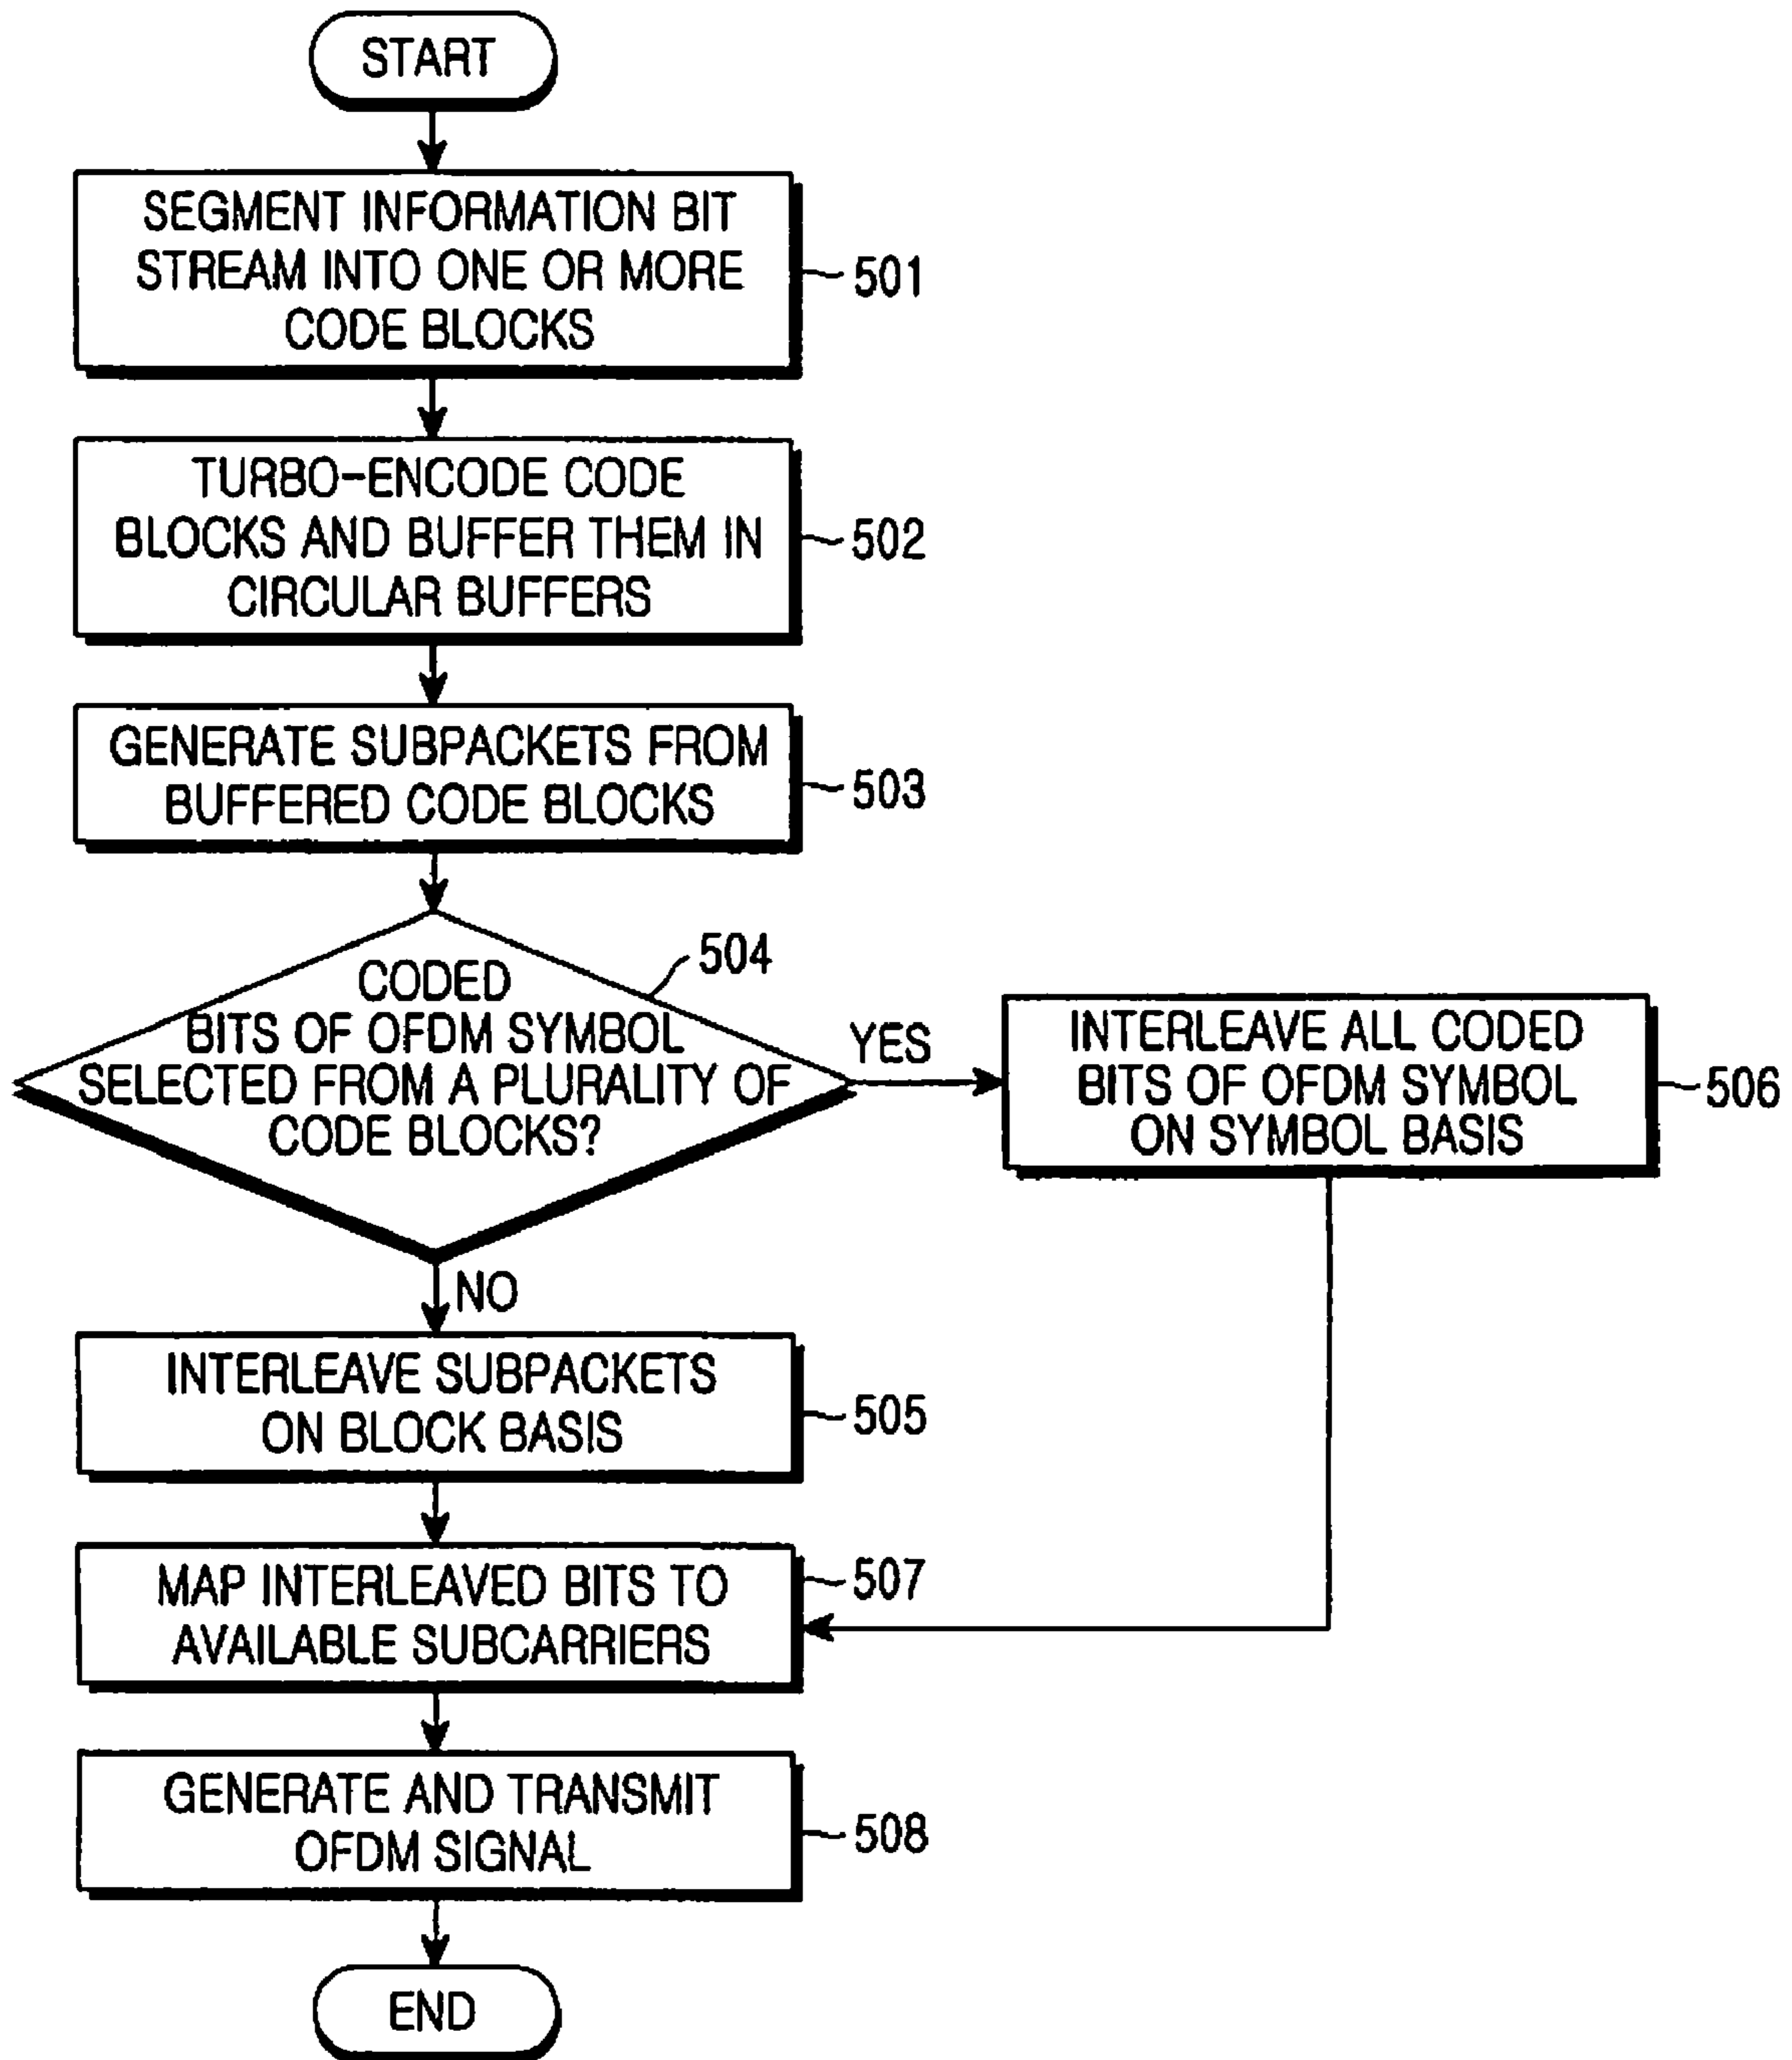 START
SEGMENT INFORMATION BIT
STREAM INTO ONE OR MORE
CODE BLOCKS
501
TURBO-ENCODE CODE
BLOCKS AND BUFFER THEM IN
CIRCULAR BUFFERS
502
GENERATE SUBPACKETS FROM
BUFFERED CODE BLOCKS
503
504
CODED
BITS OF OFDM SYMBOL
SELECTED FROM A PLURALITY OF
CODE BLOCKS?
YES
INTERLEAVE ALL CODED
BITS OF OFDM SYMBOL
ON SYMBOL BASIS
506
NO
INTERLEAVE SUBPACKETS
ON BLOCK BASIS
505
MAP INTERLEAVED BITS TO
AVAILABLE SUBCARRIERS
507
GENERATE AND TRANSMIT
OFDM SIGNAL
508
END